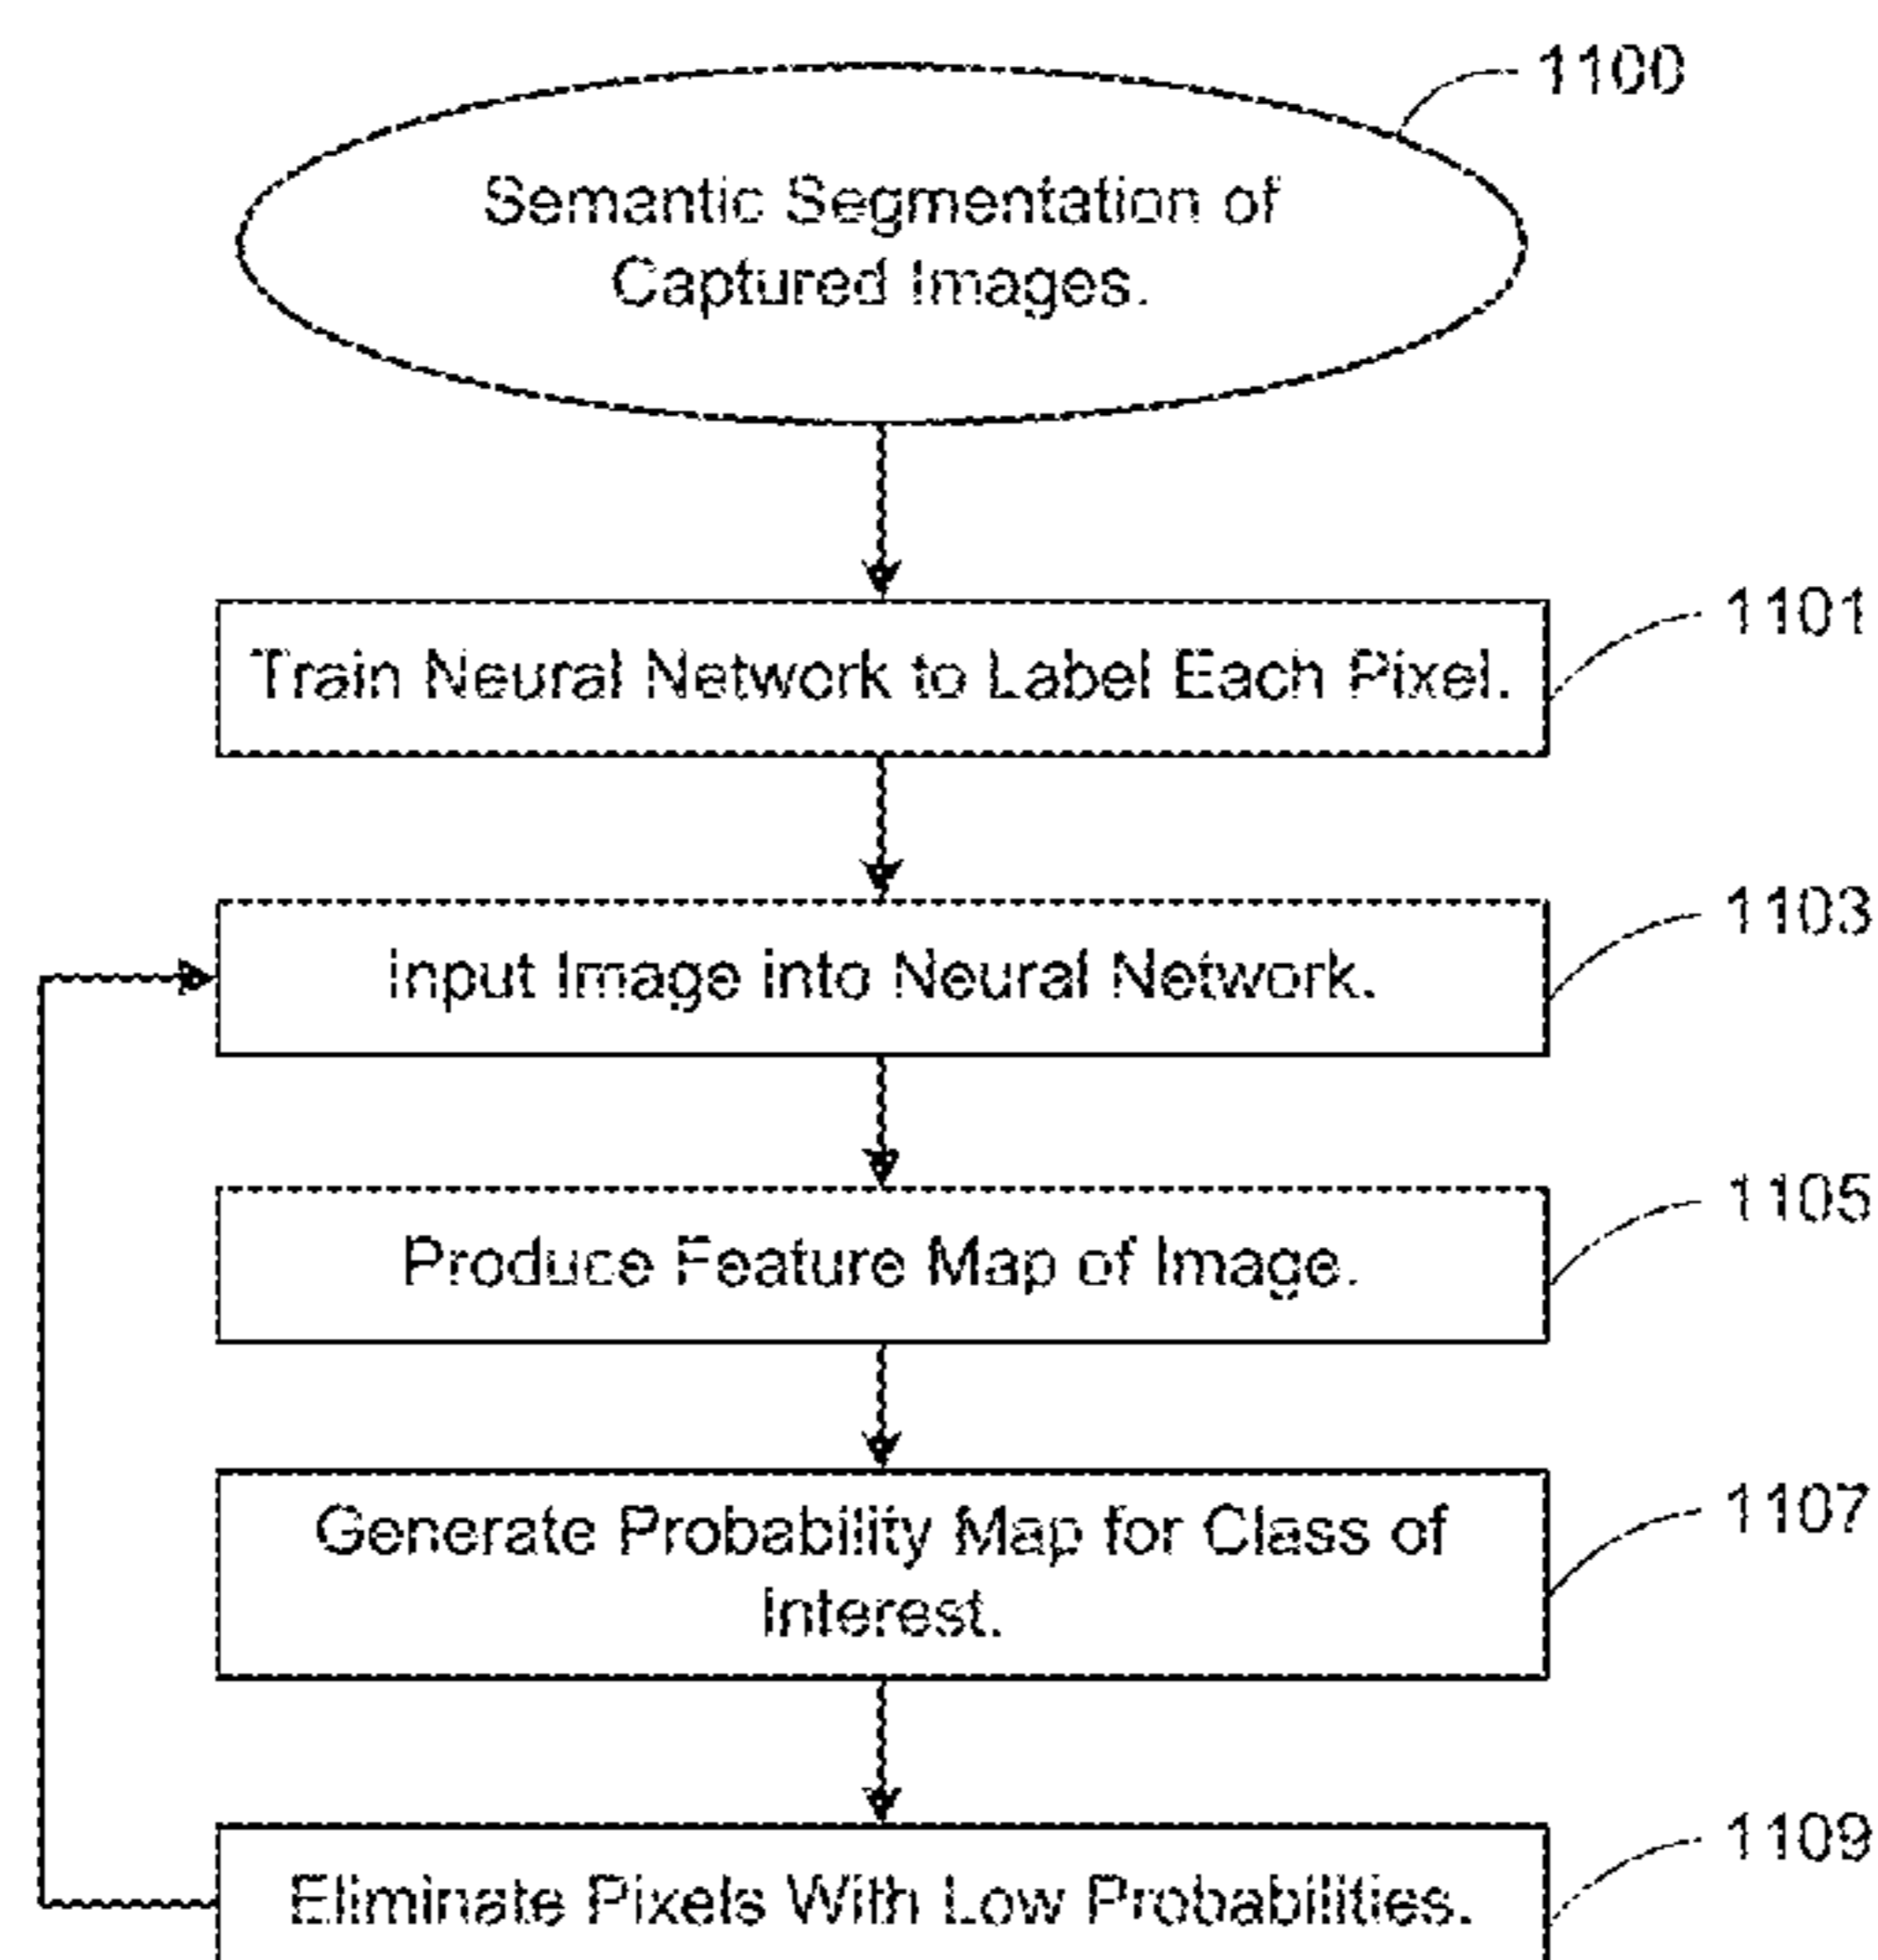 1100
Semantic Segmentation of
Captured Images.
1101
Train Neural Network to Label Each Pixel.
1103
Input Image into Neural Network.
1105
Produce Feature Map of Image.
1107
Generate Probability Map for Class of
Interest.
1109
Eliminate Pixels With Low Probabilities.